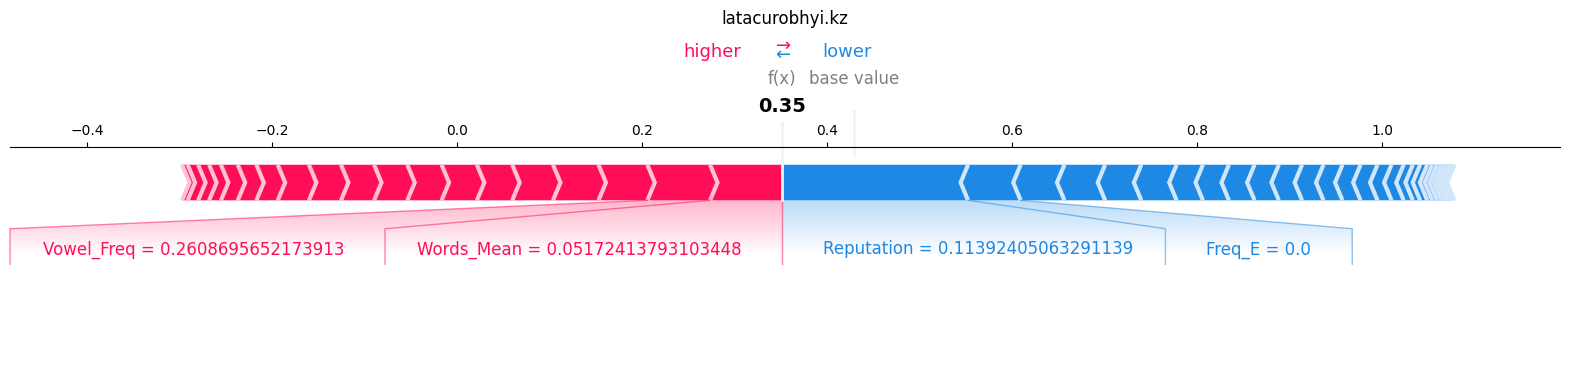 latacurobhyi.kz
higher ⇄ lower
f(x) base value
0.35
−0.4 −0.2 0.0 0.2 0.4 0.6 0.8 1.0
Vowel_Freq = 0.2608695652173913 Words_Mean = 0.05172413793103448 Reputation = 0.11392405063291139 Freq_E = 0.0